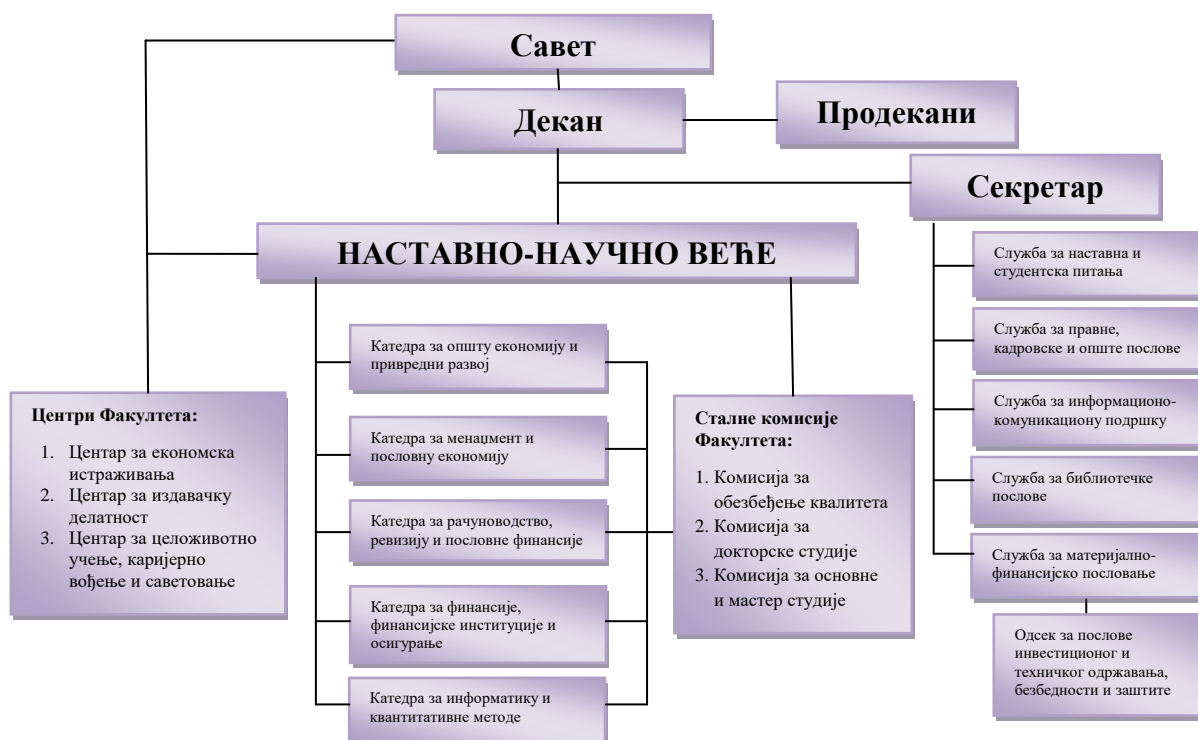 Савет
Декан
Продекани
Секретар
НАСТАВНО-НАУЧНО ВЕЋЕ
Служба за наставна и
студентска питања
Служба за правне,
кадровске и опште послове
Служба за информационо-
комуникациону подршку
Служба за библиотечке
послове
Служба за материјално-
финансијско пословање
Одсек за послове
инвестиционог и
техничког одржавања,
безбедности и заштите
Катедра за општу економију и
привредни развој
Катедра за менаџмент и
пословну економију
Катедра за рачуноводство,
ревизију и пословне финансије
Катедра за финансије,
финансијске институције и
осигурање
Катедра за информатику и
квантитативне методе
Центри Факултета:
1. Центар за економска
истраживања
2. Центар за издавачку
делатност
3. Центар за целоживотно
учење, каријерно
вођење и саветовање
Сталне комисије
Факултета:
1. Комисија за
обезбеђење квалитета
2. Комисија за
докторске студије
3. Комисија за основне
и мастер студије